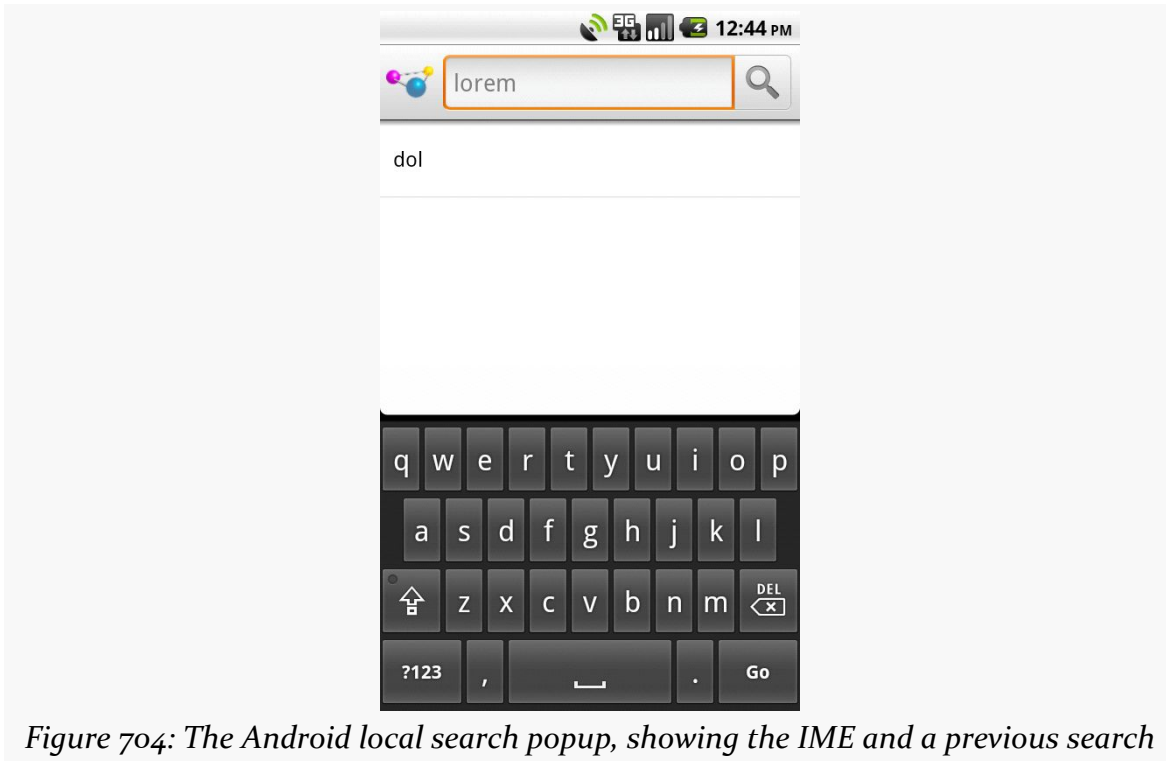 3G 12:44 PM
lorem
dol
q w e r t y u i o p
a s d f g h j k l
z x c v b n m DEL
?123 , . Go
Figure 704: The Android local search popup, showing the IME and a previous search